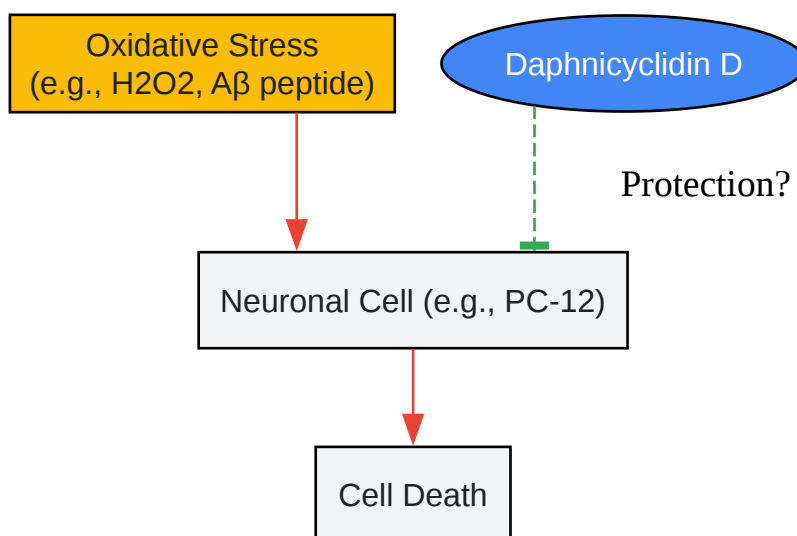 Oxidative Stress
(e.g., H2O2, Aβ peptide)
Daphnicyclidin D
Protection?
Neuronal Cell (e.g., PC-12)
Cell Death